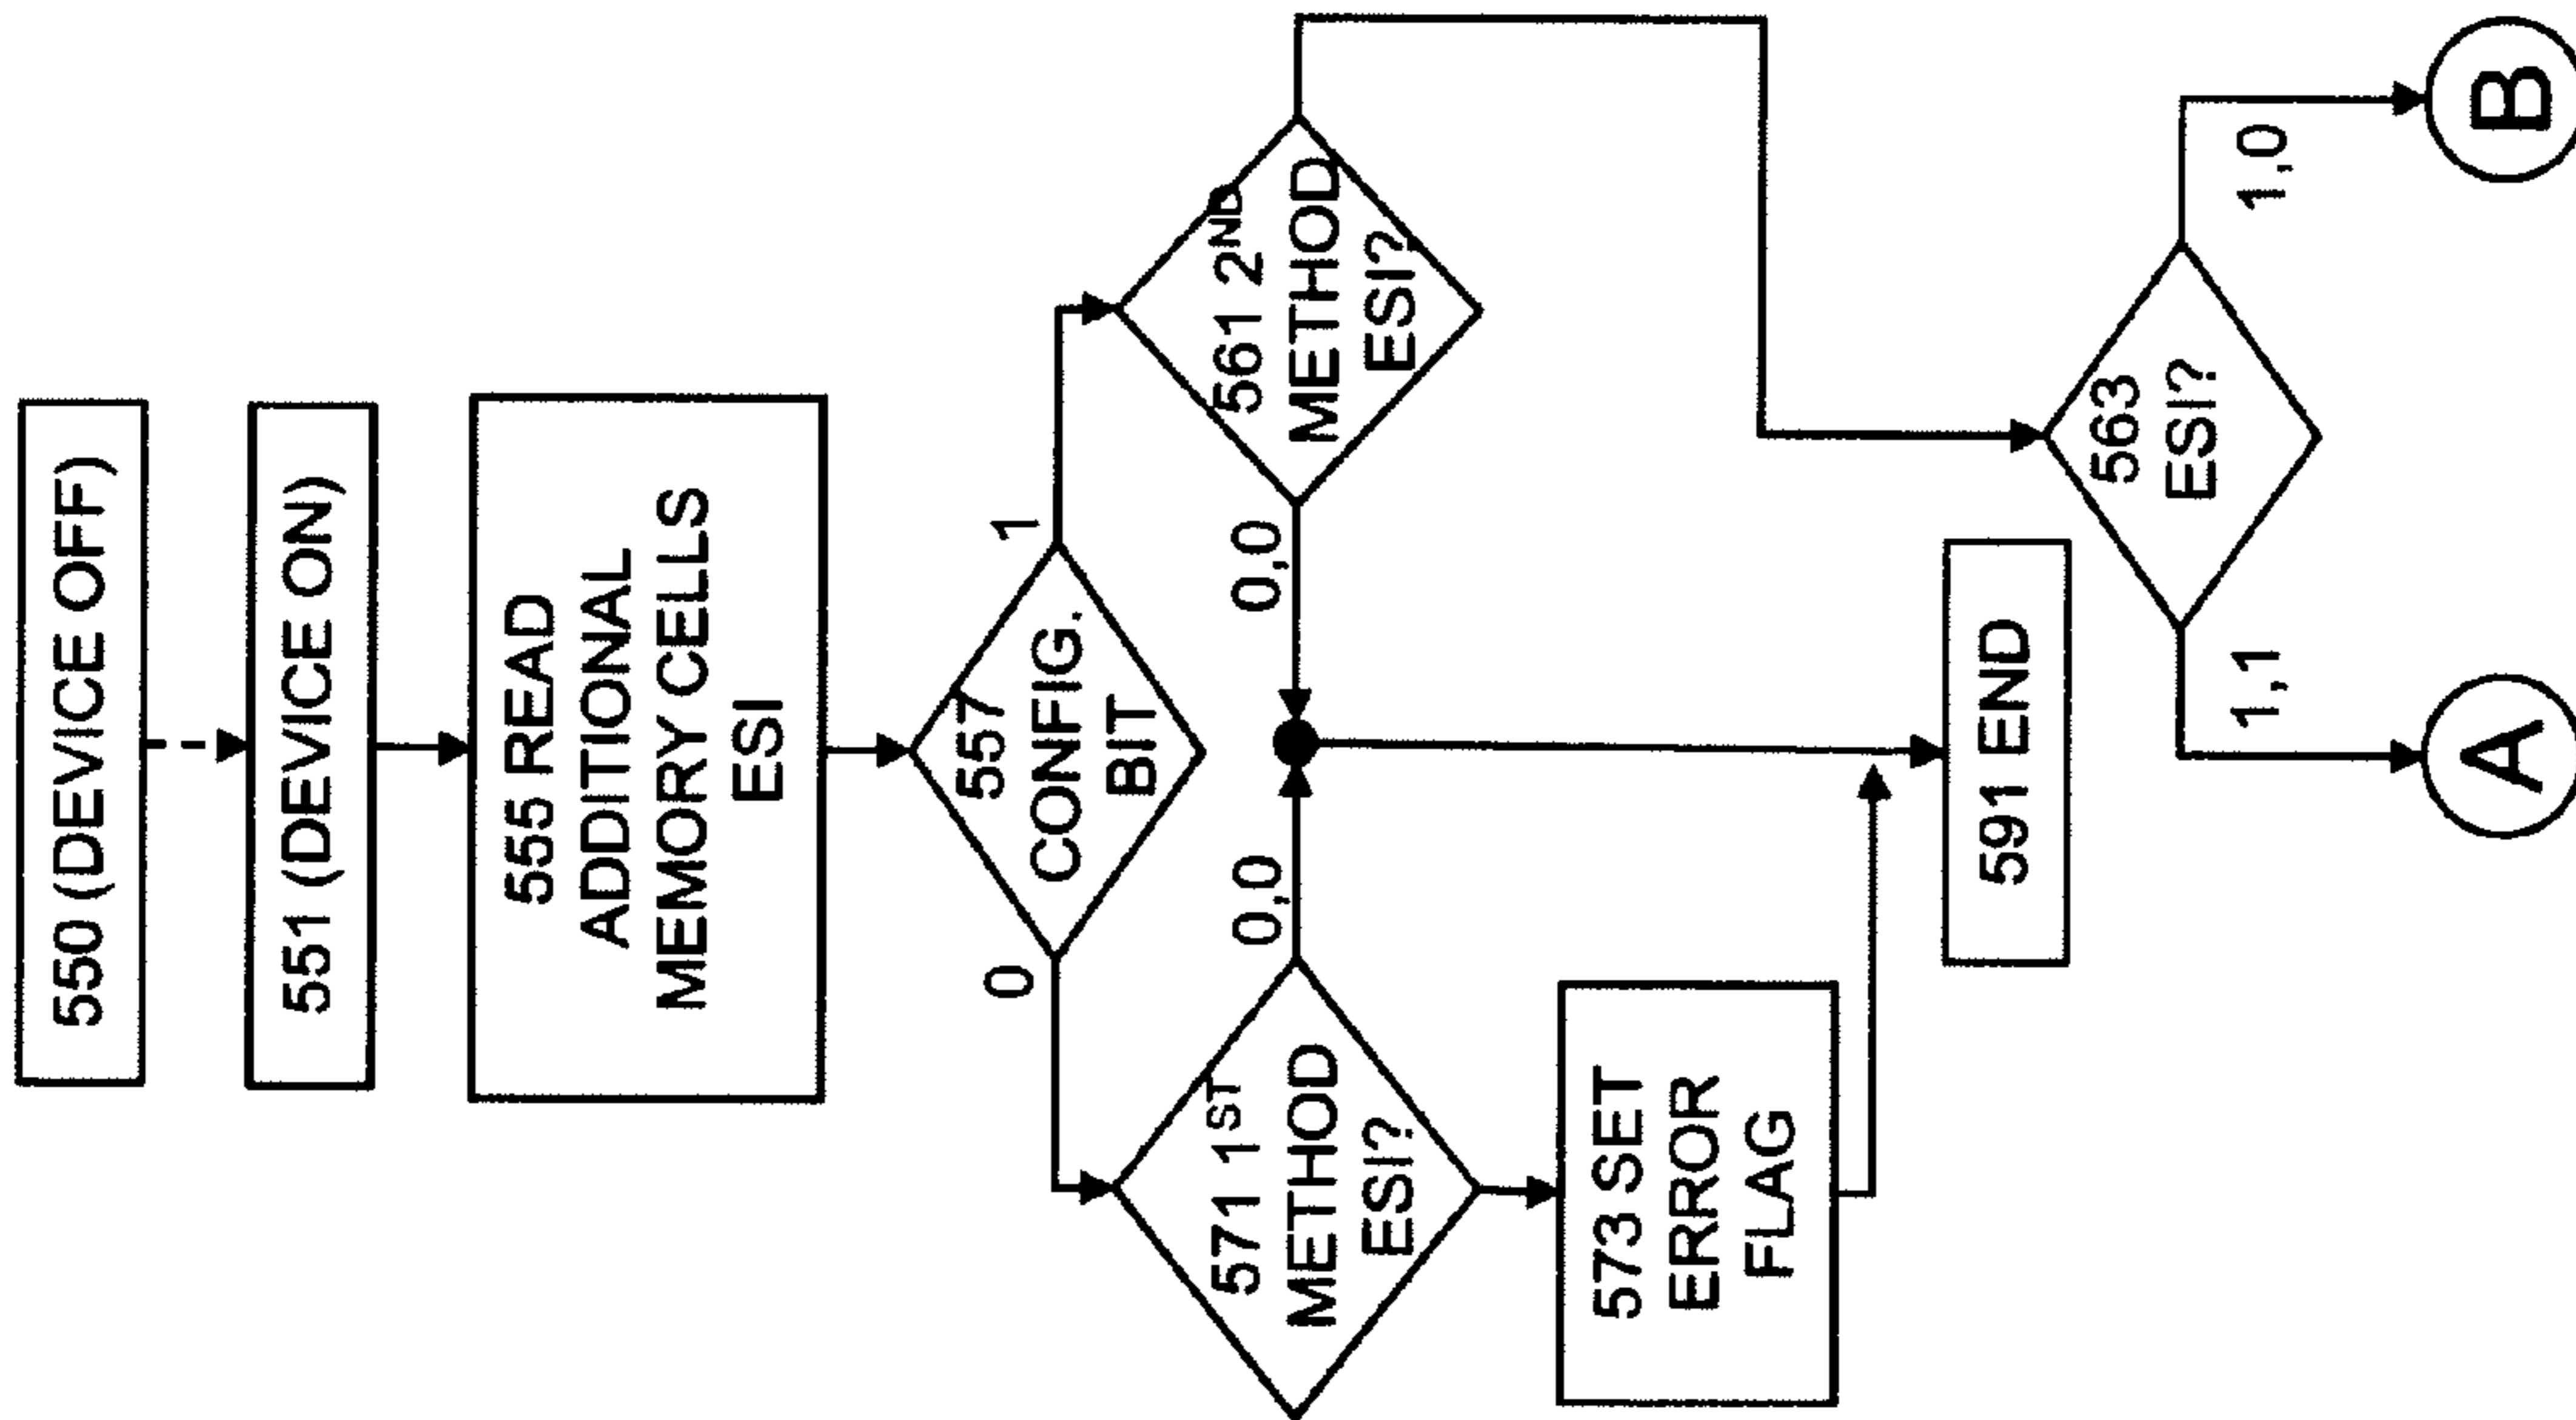 550 (DEVICE OFF)
551 (DEVICE ON)
555 READ
ADDITIONAL
MEMORY CELLS
ESI
557
CONFIG.
BIT
0
1
571 1ST
METHOD
ESI?
0,0
0,0
561 2ND
METHOD
ESI?
573 SET
ERROR
FLAG
591 END
563
ESI?
1,1
1,0
A
B